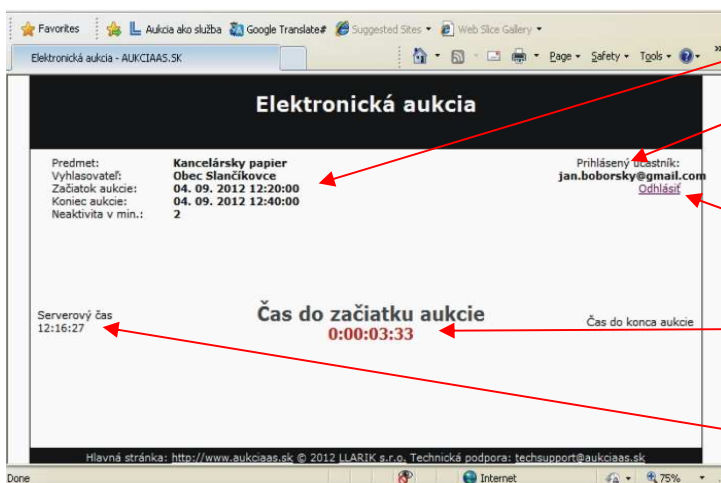 Favorites Aukcia ako služba Google Translate# Suggested Sites Web Slice Gallery
Elektronická aukcia - AUKCIAAS.SK Page Safety Tools
Elektronická aukcia
Predmet: Kancelársky papier
Vyhlasovateľ: Obec Slančíkovce
Začiatok aukcie: 04. 09. 2012 12:20:00
Koniec aukcie: 04. 09. 2012 12:40:00
Neaktivita v min.: 2
Prihlásený účastník:
jan.boborsky@gmail.com
Odhlásiť
Serverový čas
12:16:27
Čas do začiatku aukcie
0:00:03:33
Čas do konca aukcie
Hlavná stránka: http://www.aukciaas.sk © 2012 LLARIK s.r.o. Technická podpora: techsupport@aukciaas.sk
Done Internet 75%